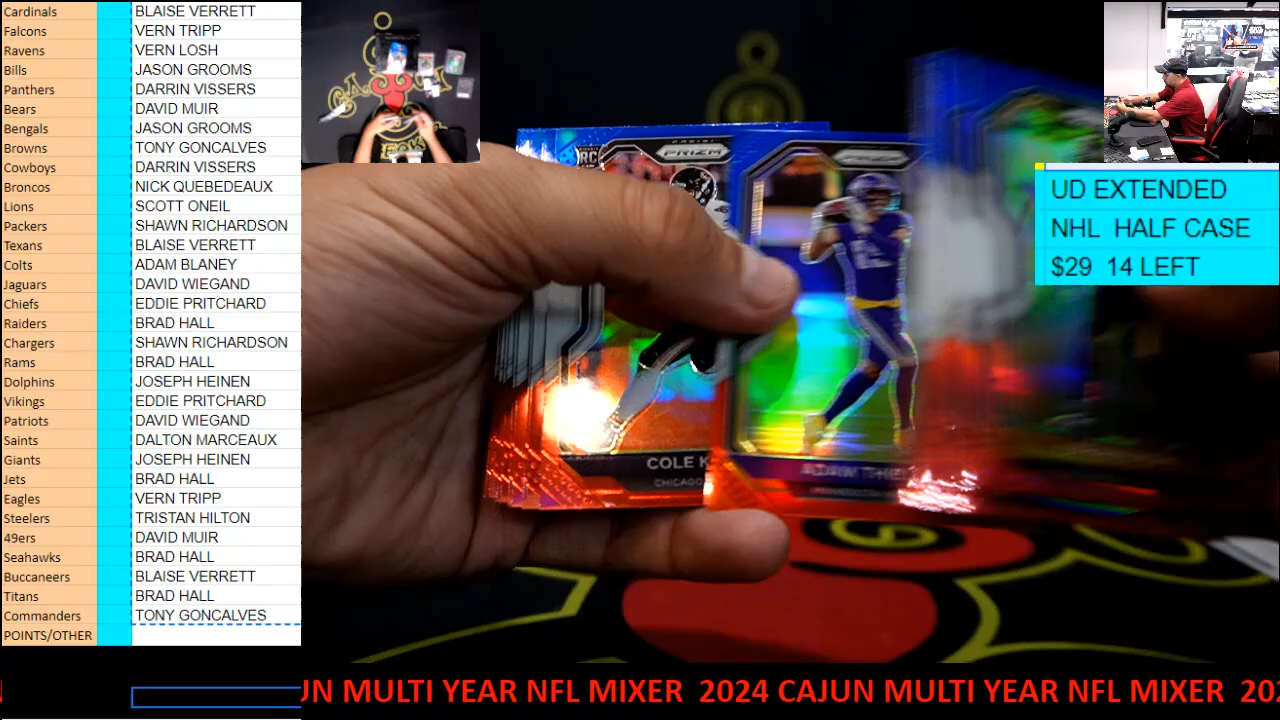 Cardinals BLAISE VERRETT
Falcons VERN TRIPP
Ravens VERN LOSH
Bills JASON GROOMS
Panthers DARRIN VISSERS
Bears DAVID MUIR
Bengals JASON GROOMS
Browns TONY GONCALVES
Cowboys DARRIN VISSERS
Broncos NICK QUEBEDEAUX
Lions SCOTT ONEIL
Packers SHAWN RICHARDSON
Texans BLAISE VERRETT
Colts ADAM BLANEY
Jaguars DAVID WIEGAND
Chiefs EDDIE PRITCHARD
Raiders BRAD HALL
Chargers SHAWN RICHARDSON
Rams BRAD HALL
Dolphins JOSEPH HEINEN
Vikings EDDIE PRITCHARD
Patriots DAVID WIEGAND
Saints DALTON MARCEAUX
Giants JOSEPH HEINEN
Jets BRAD HALL
Eagles VERN TRIPP
Steelers TRISTAN HILTON
49ers DAVID MUIR
Seahawks BRAD HALL
Buccaneers BLAISE VERRETT
Titans BRAD HALL
Commanders TONY GONCALVES
POINTS/OTHER
UD EXTENDED
NHL HALF CASE
$29 14 LEFT
RC
PRIZM
PRIZM
COLE K
CHICAGO
UN MULTI YEAR NFL MIXER 2024 CAJUN MULTI YEAR NFL MIXER 20